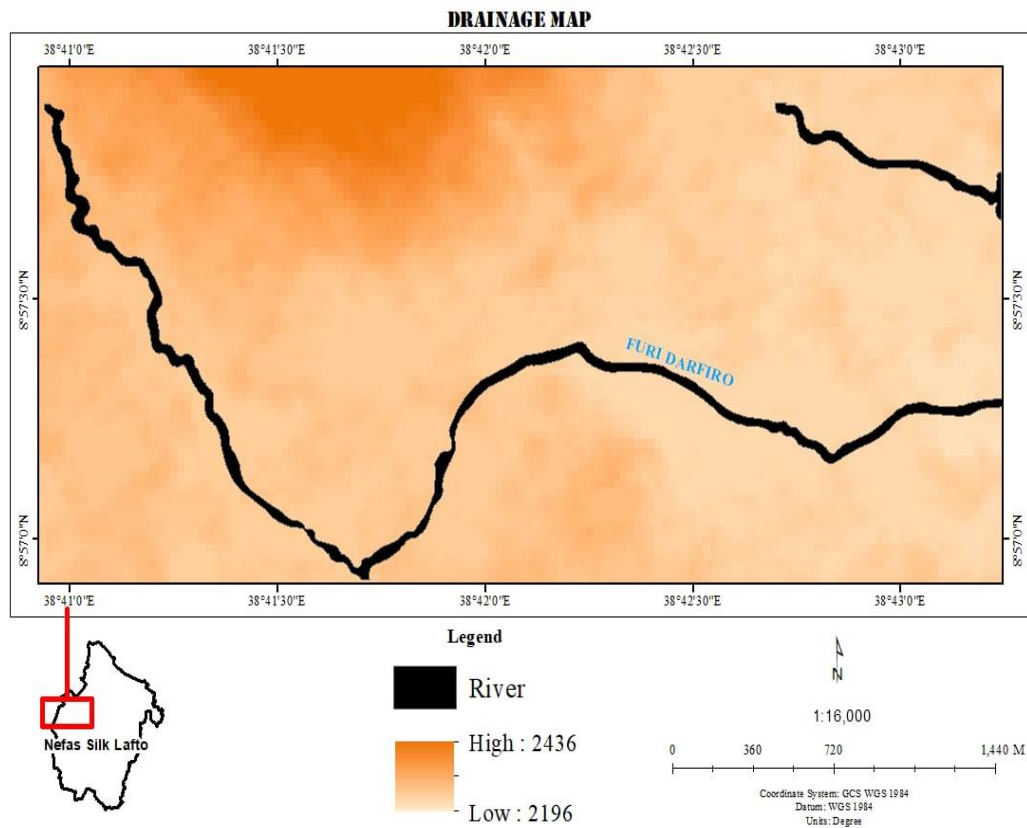 DRAINAGE MAP
38°41'0"E 38°41'30"E 38°42'0"E 38°42'30"E 38°43'0"E
8°57'30"N 8°57'30"N
FURI DARFIRO
8°57'0"N 8°57'0"N
38°41'0"E 38°41'30"E 38°42'0"E 38°42'30"E 38°43'0"E
Legend
River
High : 2436
Low : 2196
Nefas Silk Lafto
N
1:16,000
0 360 720 1,440 M
Coordinate System: GCS WGS 1984
Datum: WGS 1984
Units: Degree